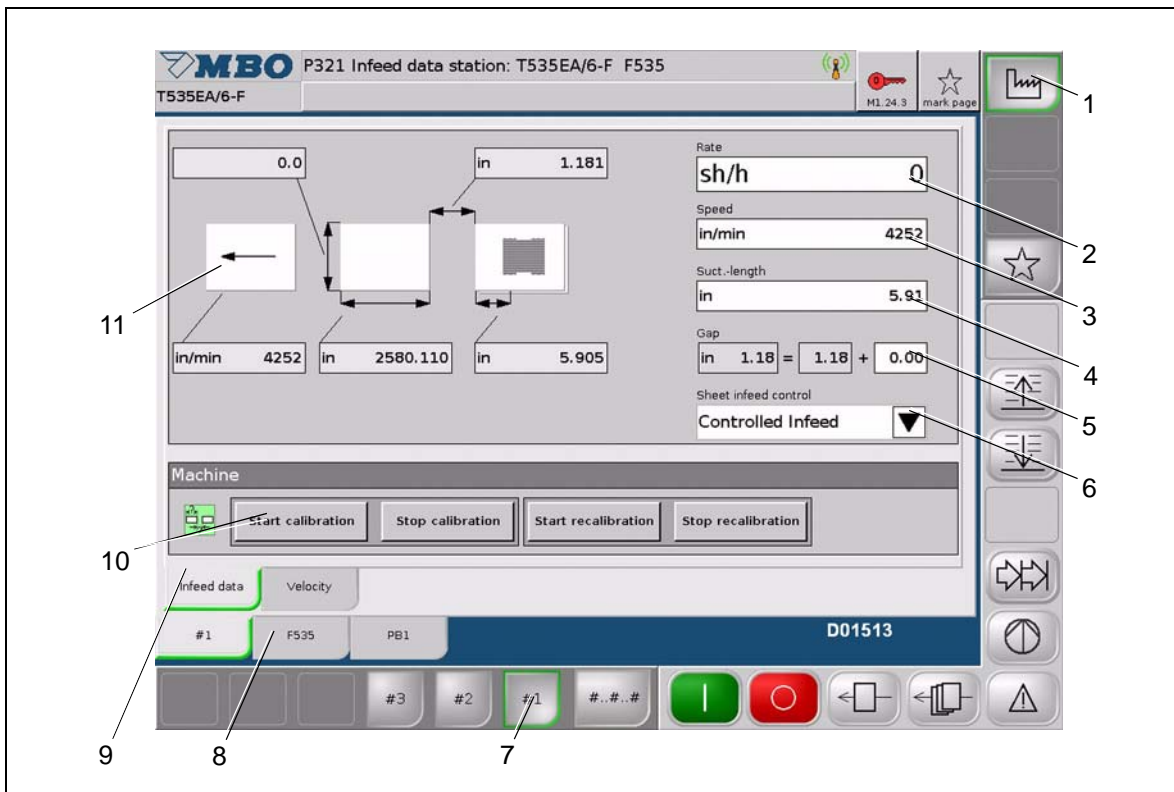 MBO P321 Infeed data station: T535EA/6-F F535
T535EA/6-F
M1.24.3
mark page
1
0.0
in 1.181
Rate
sh/h 0
2
Speed
in/min 4252
3
Suct.-length
in 5.91
4
Gap
in 1.18 = 1.18 + 0.00
5
Sheet infeed control
Controlled Infeed
6
11
in/min 4252
in 2580.110
in 5.905
Machine
Start calibration
Stop calibration
Start recalibration
Stop recalibration
10
Infeed data
Velocity
#1
F535
PB1
D01513
#3
#2
#1
#..#..#
9
8
7